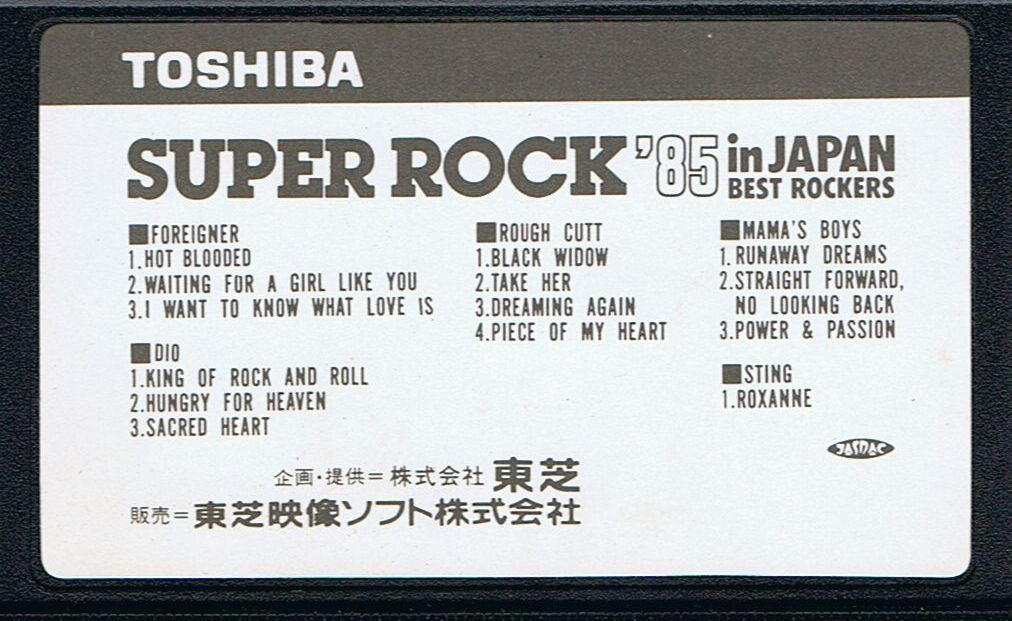 TOSHIBA
SUPER ROCK '85 in JAPAN
BEST ROCKERS
■FOREIGNER
1.HOT BLOODED
2.WAITING FOR A GIRL LIKE YOU
3.I WANT TO KNOW WHAT LOVE IS
■DIO
1.KING OF ROCK AND ROLL
2.HUNGRY FOR HEAVEN
3.SACRED HEART
■ROUGH CUTT
1.BLACK WIDOW
2.TAKE HER
3.DREAMING AGAIN
4.PIECE OF MY HEART
■MAMA'S BOYS
1.RUNAWAY DREAMS
2.STRAIGHT FORWARD,
NO LOOKING BACK
3.POWER & PASSION
■STING
1.ROXANNE
JASRAC
企画・提供=株式会社 東芝
販売=東芝映像ソフト株式会社